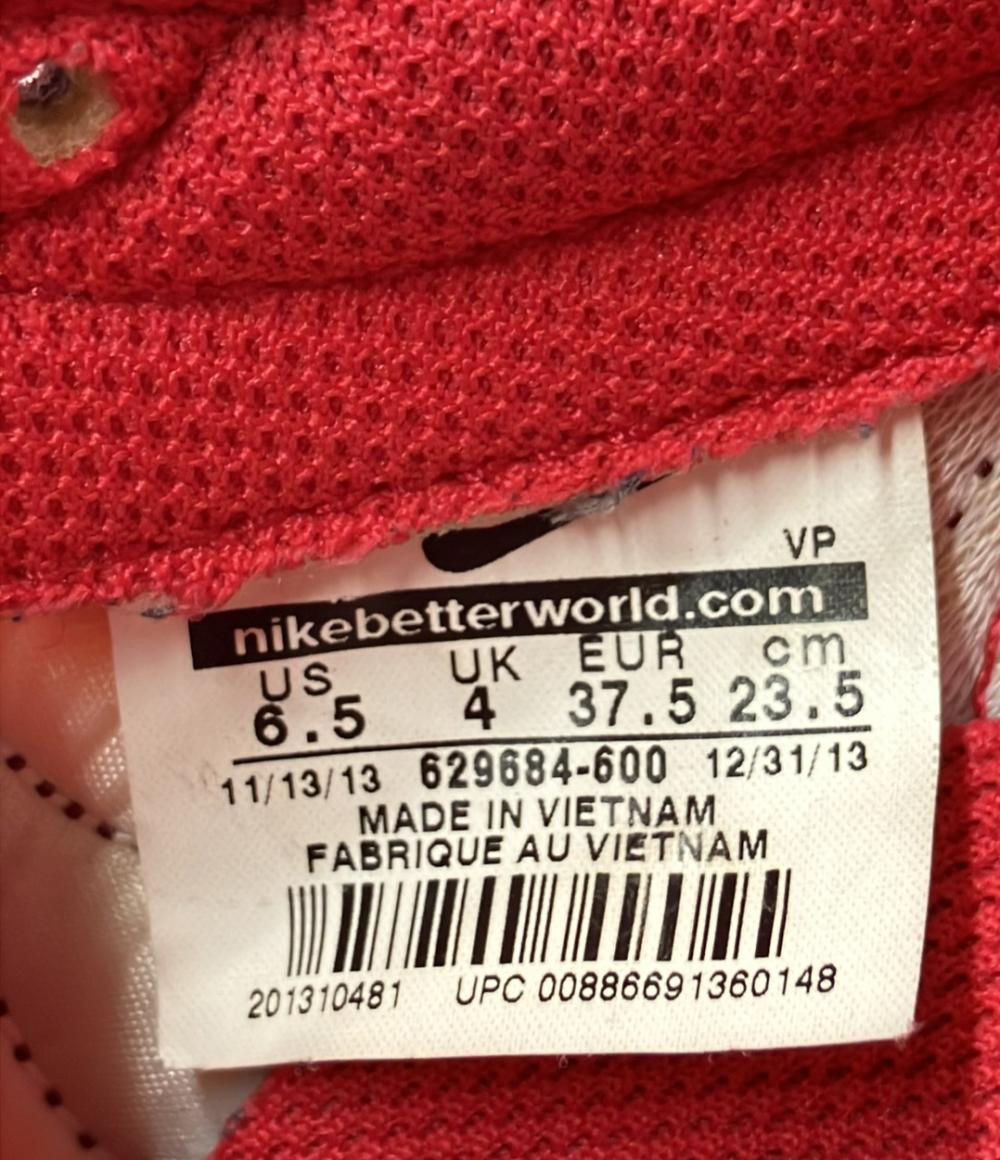 VP
nikebetterworld.com
US UK EUR cm
6.5 4 37.5 23.5
11/13/13 629684-600 12/31/13
MADE IN VIETNAM
FABRIQUE AU VIETNAM
201310481 UPC 00886691360148